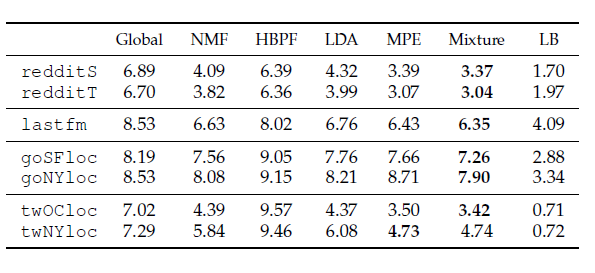 Global NMF HBPF LDA MPE Mixture LB
redditS 6.89 4.09 6.39 4.32 3.39 3.37 1.70
redditT 6.70 3.82 6.36 3.99 3.07 3.04 1.97
lastfm 8.53 6.63 8.02 6.76 6.43 6.35 4.09
goSFloc 8.19 7.56 9.05 7.76 7.66 7.26 2.88
goNYloc 8.53 8.08 9.15 8.21 8.71 7.90 3.34
twOCloc 7.02 4.39 9.57 4.37 3.50 3.42 0.71
twNYloc 7.29 5.84 9.46 6.08 4.73 4.74 0.72